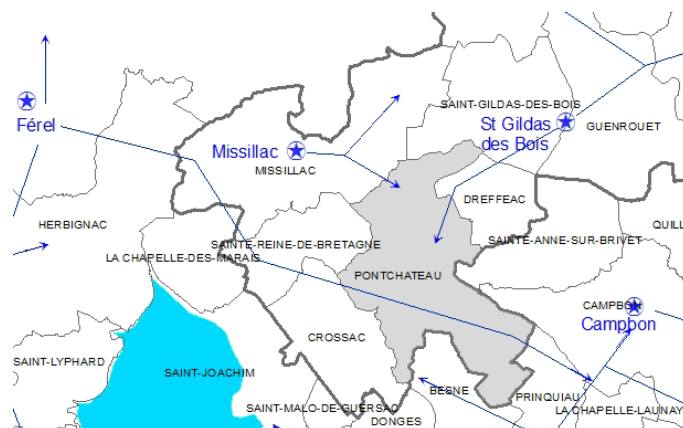 SAINT-GILDAS-DES-BOIS
Férel
St Gildas
des Bois
GUENROUET
Missillac
MISSILLAC
DREFFEAC
HERBIGNAC
QUILL
SAINTE-REINE-DE-BRETAGNE
SAINTE-ANNE-SUR-BRIVET
LA CHAPELLE-DES-MARAIS
PONTCHATEAU
CAMPBON
Campbon
CROSSAC
SAINT-LYPHARD
SAINT-JOACHIM
BESNE
PRINQUIAU
SAINT-MALO-DE-GUERSAC
LA CHAPELLE-LAUNAY
DONGES